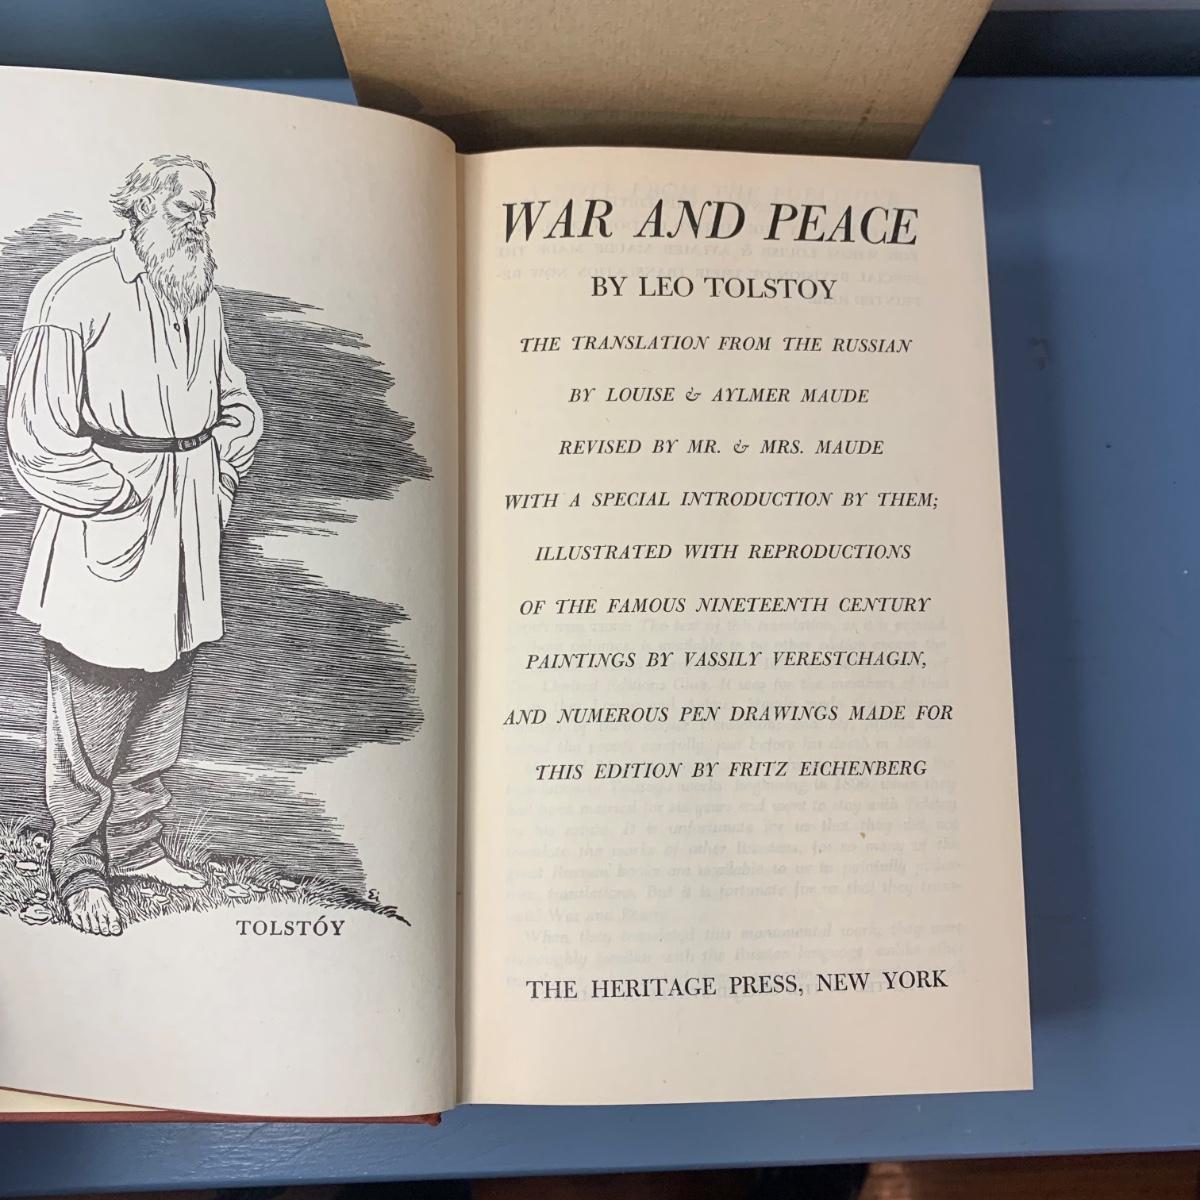 WAR AND PEACE
BY LEO TOLSTOY
THE TRANSLATION FROM THE RUSSIAN
BY LOUISE & AYLMER MAUDE
REVISED BY MR. & MRS. MAUDE
WITH A SPECIAL INTRODUCTION BY THEM;
ILLUSTRATED WITH REPRODUCTIONS
OF THE FAMOUS NINETEENTH CENTURY
PAINTINGS BY VASSILY VERESTCHAGIN,
AND NUMEROUS PEN DRAWINGS MADE FOR
THIS EDITION BY FRITZ EICHENBERG
THE HERITAGE PRESS, NEW YORK
TOLSTÓY